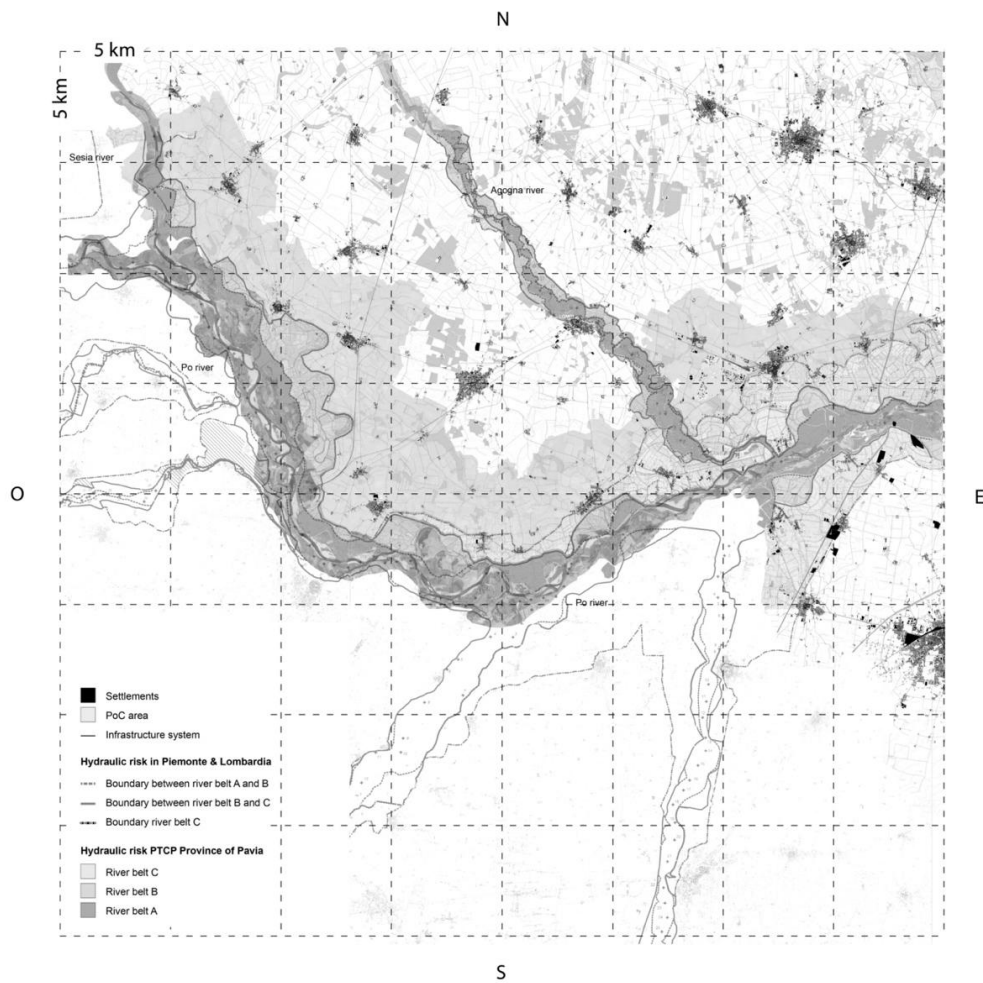 N
5 km
5 km
Sesia river
Agogna river
Po river
O
E
Po river
Settlements
PoC area
Infrastructure system
Hydraulic risk in Piemonte & Lombardia
Boundary between river belt A and B
Boundary between river belt B and C
Boundary river belt C
Hydraulic risk PTCP Province of Pavia
River belt C
River belt B
River belt A
S